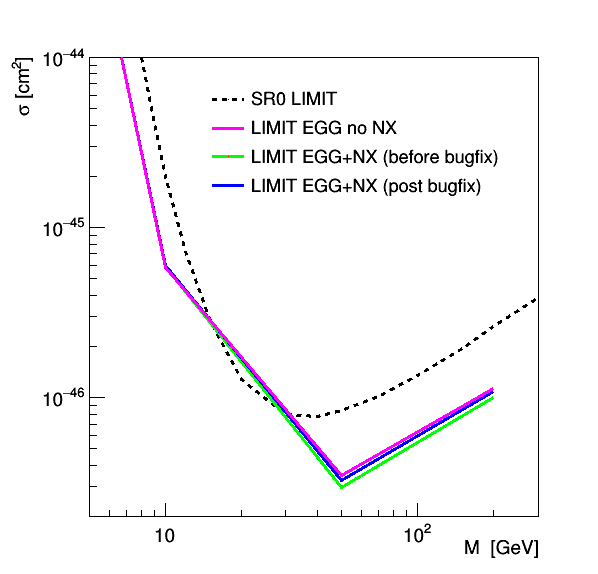 σ [cm²]
10⁻⁴⁴
SR0 LIMIT
LIMIT EGG no NX
LIMIT EGG+NX (before bugfix)
LIMIT EGG+NX (post bugfix)
10⁻⁴⁵
10⁻⁴⁶
10
10²
M [GeV]